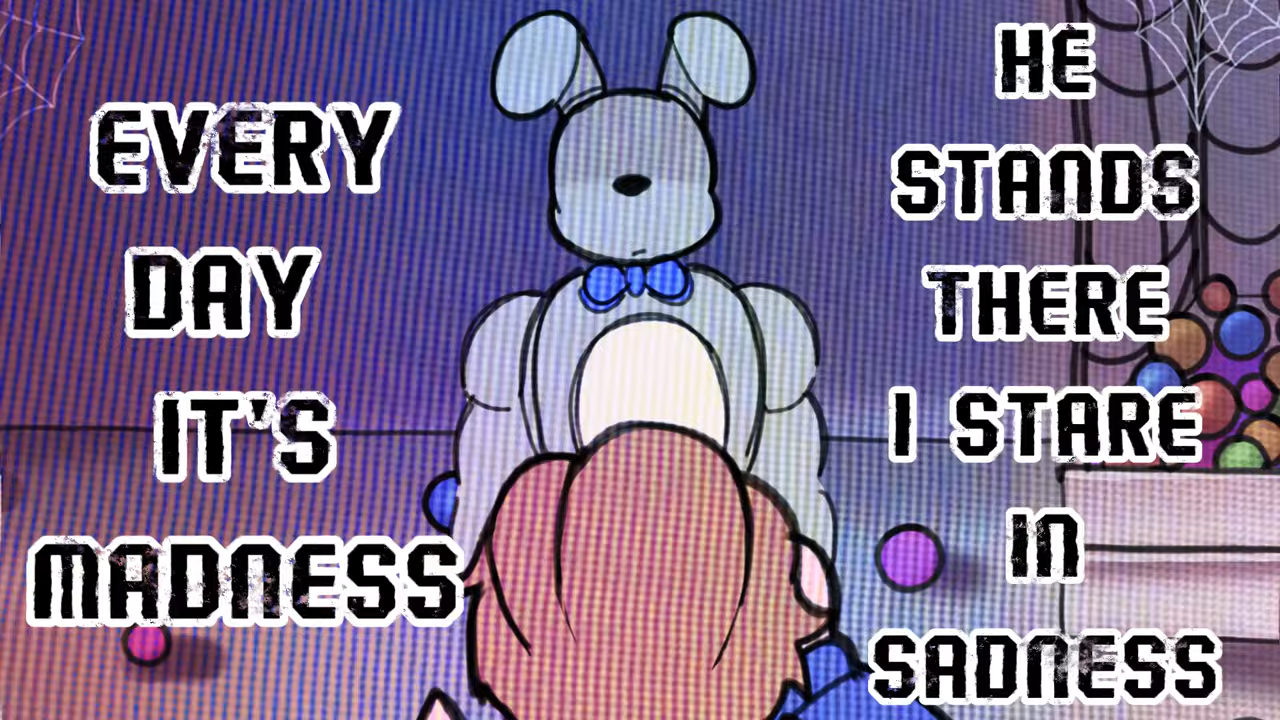 EVERY
DAY
IT'S
MADNESS
HE
STANDS
THERE
I STARE
IN
SADNESS